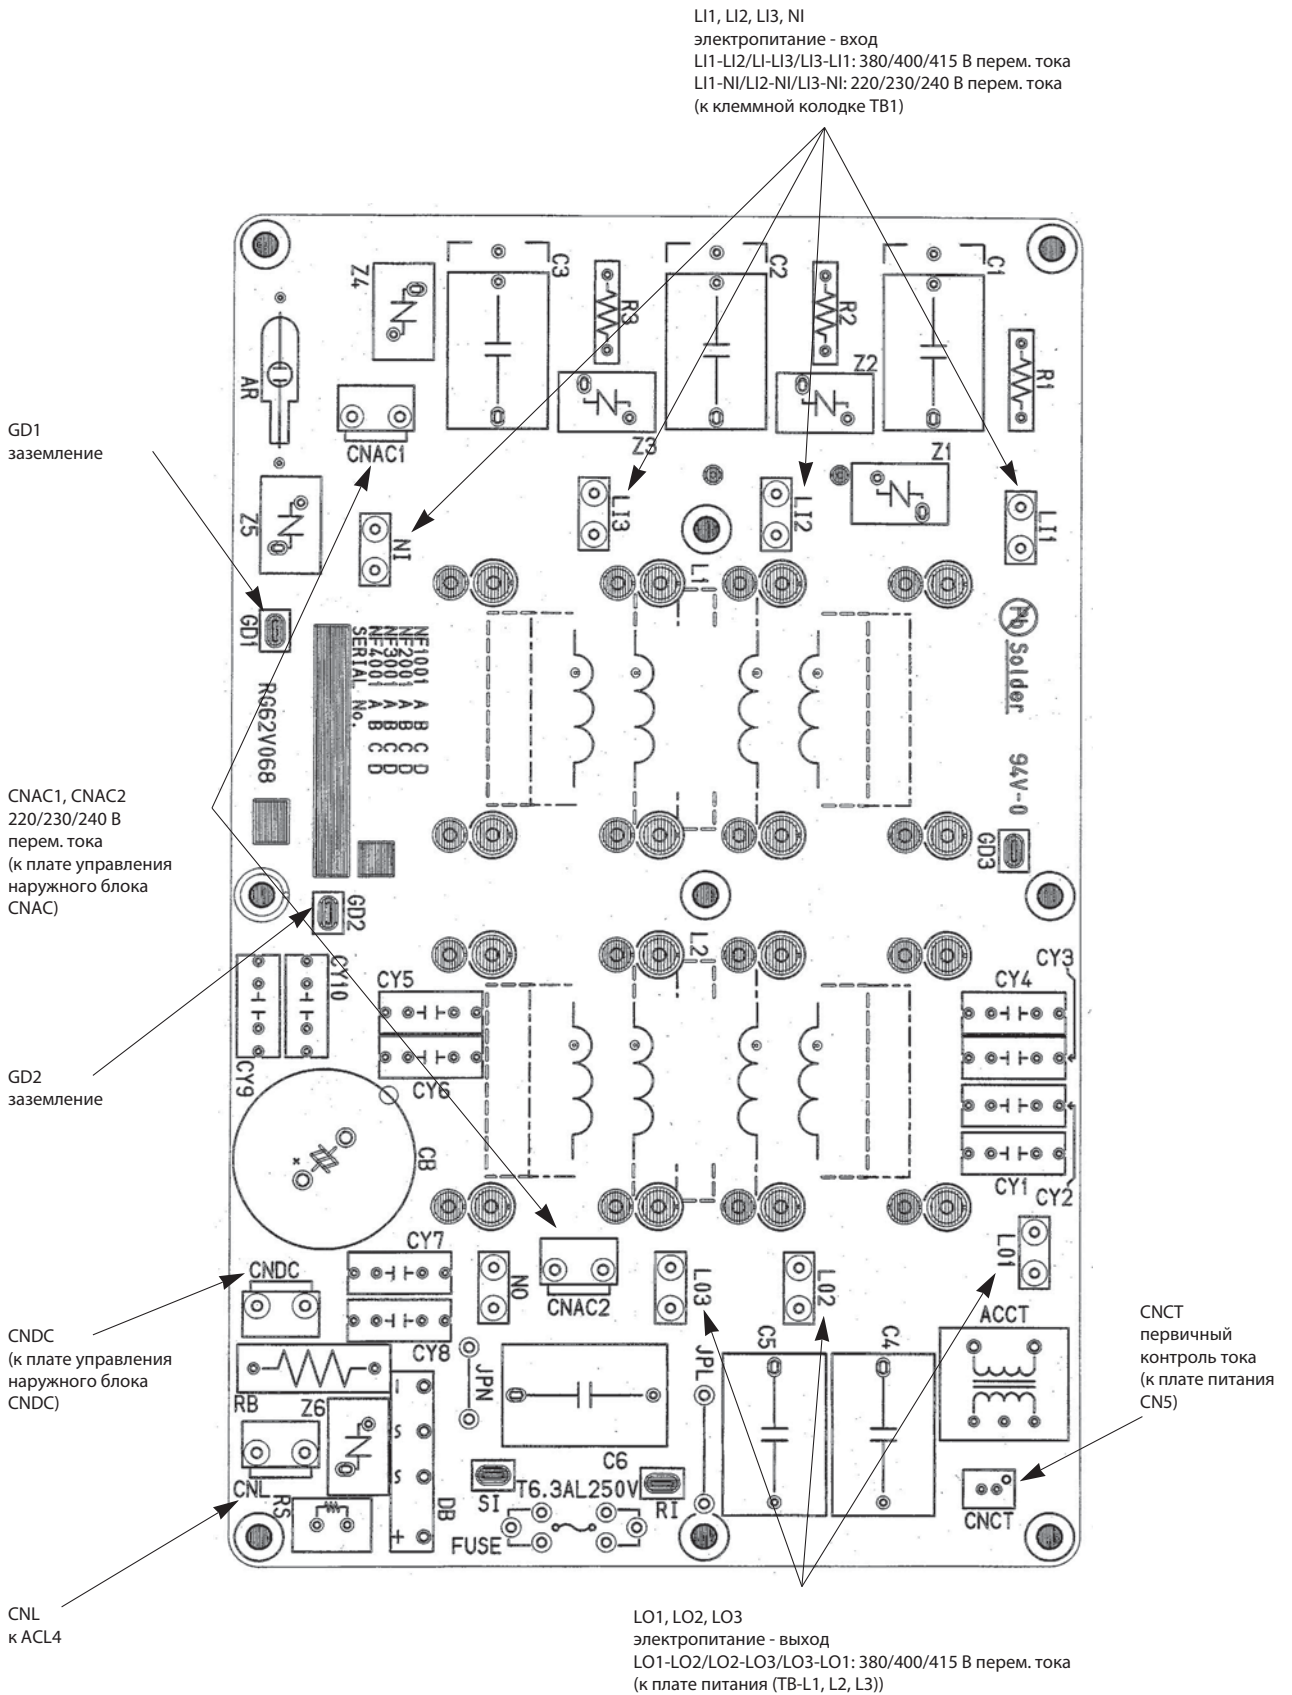 LI1, LI2, LI3, NI
электропитание - вход
LI1-LI2/LI-LI3/LI3-LI1: 380/400/415 В перем. тока
LI1-NI/LI2-NI/LI3-NI: 220/230/240 В перем. тока
(к клеммной колодке TB1)
Z4
C3
R3
C2
R2
C1
R1
AR
CNAC1
Z3
Z2
Z1
GD1
заземление
Z5
NI
LI3
LI2
LI1
L1
GD1
NF1001 A B C D
NF2001 A B C D
NF3001 A B C D
NF4001 A B C D
SERIAL No.
RG62V068
Pb
Solder
94V-0
GD3
CNAC1, CNAC2
220/230/240 В
перем. тока
(к плате управления
наружного блока
CNAC)
GD2
L2
CY10
CY9
CY5
CY6
CY3
CY4
CY1
CY2
GD2
заземление
CB
CNDC
CY7
CY8
NO
CNAC2
LO3
LO2
LO1
ACCT
CNDC
(к плате управления
наружного блока
CNDC)
CNCT
первичный
контроль тока
(к плате питания
CN5)
RB
Z6
JPN
C6
JPL
C5
C4
- S S +
CNL
RS
DB
SI
T6.3AL250V
RI
FUSE
CNCT
CNL
к ACL4
LO1, LO2, LO3
электропитание - выход
LO1-LO2/LO2-LO3/LO3-LO1: 380/400/415 В перем. тока
(к плате питания (TB-L1, L2, L3))